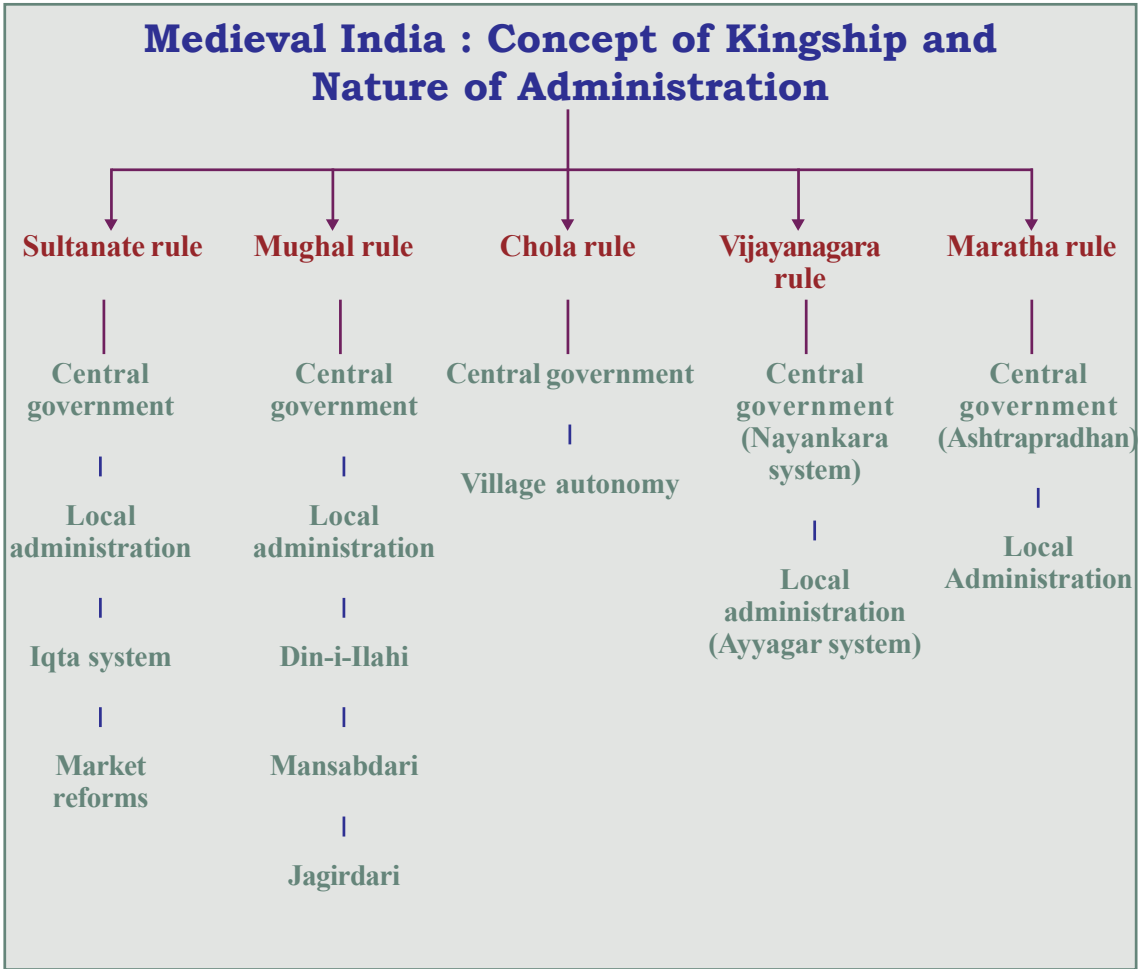 Medieval India : Concept of Kingship and
Nature of Administration
Sultanate rule
Mughal rule
Chola rule
Vijayanagara
rule
Maratha rule
Central
government
Local
administration
Iqta system
Market
reforms
Central
government
Local
administration
Din-i-Ilahi
Mansabdari
Jagirdari
Central government
Village autonomy
Central
government
(Nayankara
system)
Local
administration
(Ayyagar system)
Central
government
(Ashtrapradhan)
Local
Administration